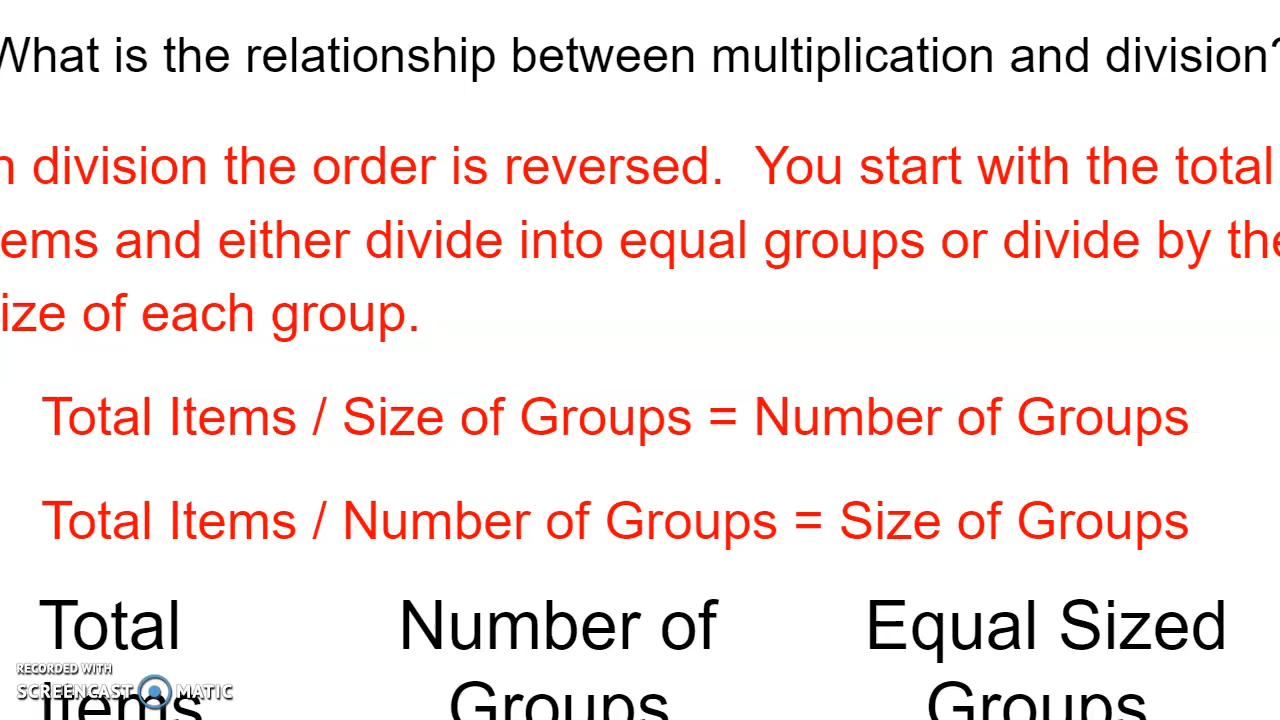 What is the relationship between multiplication and division?
n division the order is reversed.  You start with the total
ems and either divide into equal groups or divide by the
ize of each group.
Total Items / Size of Groups = Number of Groups
Total Items / Number of Groups = Size of Groups
Total Number of Equal Sized
RECORDED WITH
SCREENCAST MATIC
Items Groups Groups